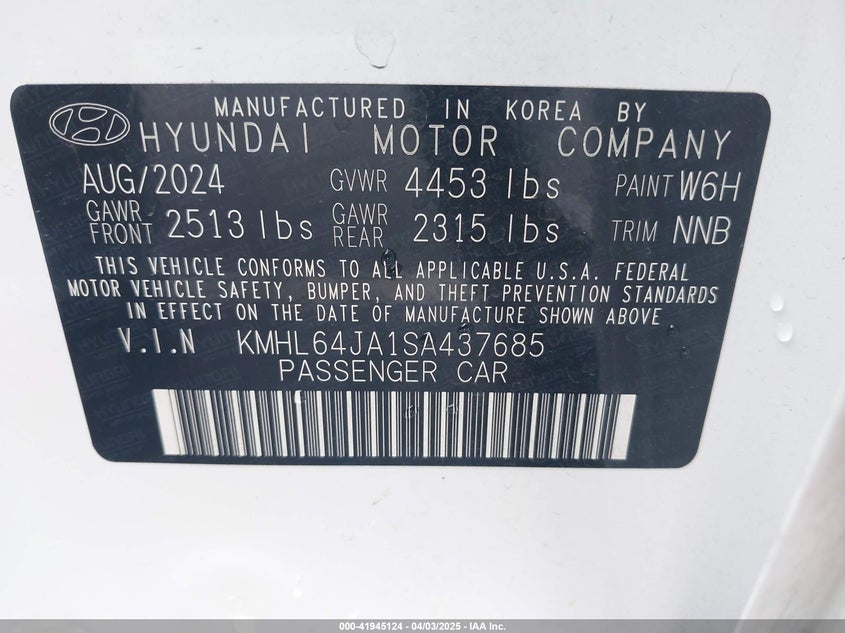 MANUFACTURED IN KOREA BY
HYUNDAI MOTOR COMPANY
AUG/2024 GVWR 4453 lbs PAINT W6H
GAWR FRONT 2513 lbs GAWR REAR 2315 lbs TRIM NNB
THIS VEHICLE CONFORMS TO ALL APPLICABLE U.S.A. FEDERAL
MOTOR VEHICLE SAFETY, BUMPER, AND THEFT PREVENTION STANDARDS
IN EFFECT ON THE DATE OF MANUFACTURE SHOWN ABOVE.
V.I.N KMHL64JA1SA437685
PASSENGER CAR
000-41945124 - 04/03/2025 - IAA Inc.